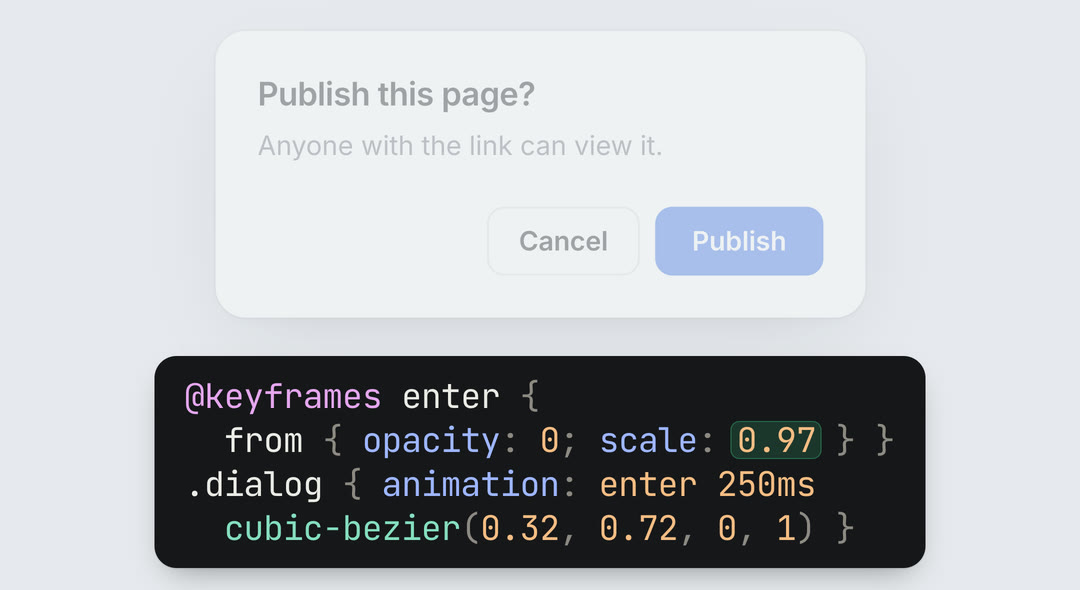 Publish this page?
Anyone with the link can view it.
Cancel
Publish
@keyframes enter {
  from { opacity: 0; scale: 0.97 } }
.dialog { animation: enter 250ms
  cubic-bezier(0.32, 0.72, 0, 1) }